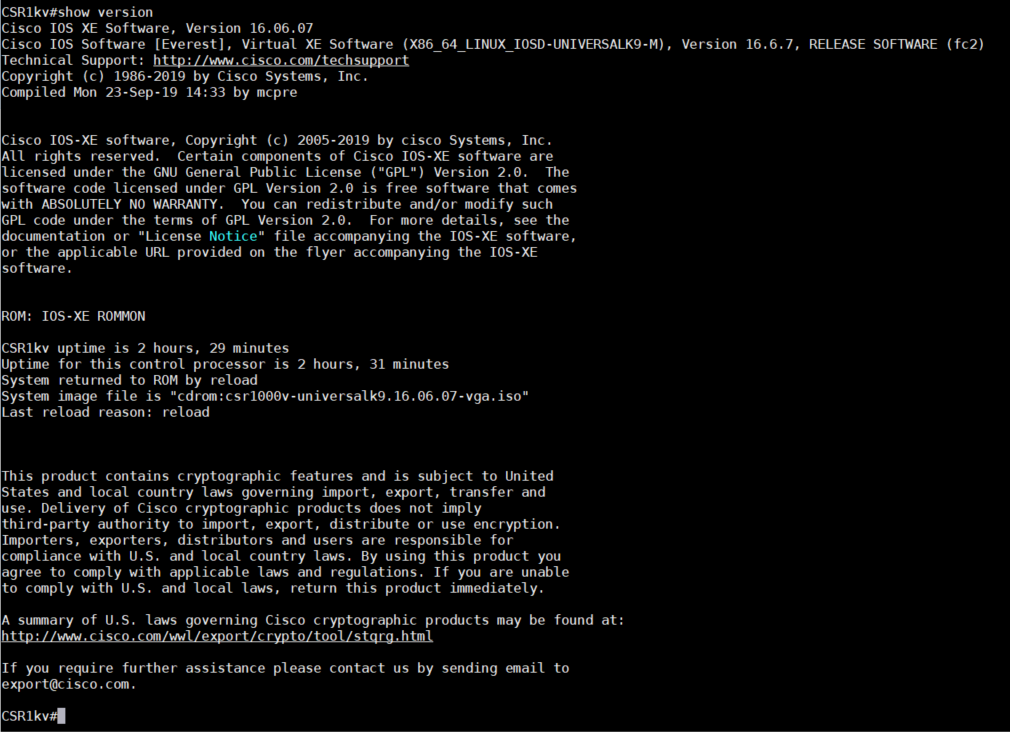 CSR1kv#show version
Cisco IOS XE Software, Version 16.06.07
Cisco IOS Software [Everest], Virtual XE Software (X86_64_LINUX_IOSD-UNIVERSALK9-M), Version 16.6.7, RELEASE SOFTWARE (fc2)
Technical Support: http://www.cisco.com/techsupport
Copyright (c) 1986-2019 by Cisco Systems, Inc.
Compiled Mon 23-Sep-19 14:33 by mcpre
Cisco IOS-XE software, Copyright (c) 2005-2019 by cisco Systems, Inc.
All rights reserved.  Certain components of Cisco IOS-XE software are
licensed under the GNU General Public License ("GPL") Version 2.0.  The
software code licensed under GPL Version 2.0 is free software that comes
with ABSOLUTELY NO WARRANTY.  You can redistribute and/or modify such
GPL code under the terms of GPL Version 2.0.  For more details, see the
documentation or "License Notice" file accompanying the IOS-XE software,
or the applicable URL provided on the flyer accompanying the IOS-XE
software.
ROM: IOS-XE ROMMON
CSR1kv uptime is 2 hours, 29 minutes
Uptime for this control processor is 2 hours, 31 minutes
System returned to ROM by reload
System image file is "cdrom:csr1000v-universalk9.16.06.07-vga.iso"
Last reload reason: reload
This product contains cryptographic features and is subject to United
States and local country laws governing import, export, transfer and
use. Delivery of Cisco cryptographic products does not imply
third-party authority to import, export, distribute or use encryption.
Importers, exporters, distributors and users are responsible for
compliance with U.S. and local country laws. By using this product you
agree to comply with applicable laws and regulations. If you are unable
to comply with U.S. and local laws, return this product immediately.
A summary of U.S. laws governing Cisco cryptographic products may be found at:
http://www.cisco.com/wwl/export/crypto/tool/stqrg.html
If you require further assistance please contact us by sending email to
export@cisco.com.
CSR1kv#